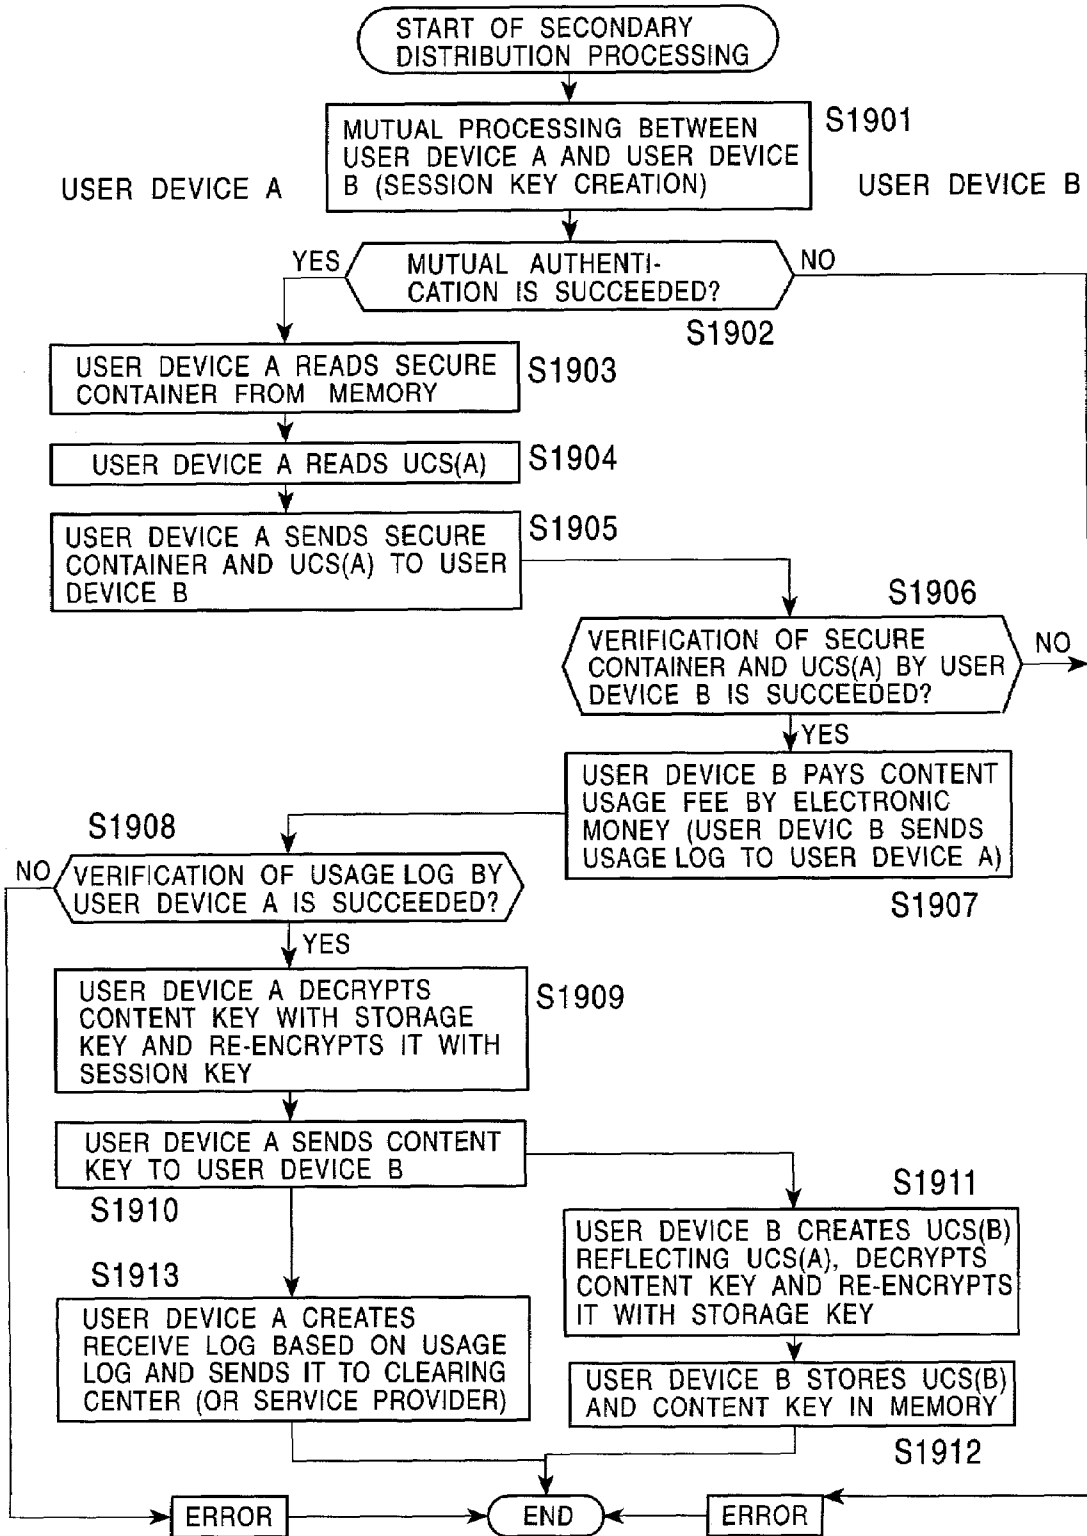 START OF SECONDARY
DISTRIBUTION PROCESSING
S1901
MUTUAL PROCESSING BETWEEN
USER DEVICE A AND USER DEVICE
B (SESSION KEY CREATION)
USER DEVICE A
USER DEVICE B
YES
MUTUAL AUTHENTI-
CATION IS SUCCEEDED?
NO
S1902
USER DEVICE A READS SECURE
CONTAINER FROM MEMORY
S1903
USER DEVICE A READS UCS(A)
S1904
USER DEVICE A SENDS SECURE
CONTAINER AND UCS(A) TO USER
DEVICE B
S1905
S1906
VERIFICATION OF SECURE
CONTAINER AND UCS(A) BY USER
DEVICE B IS SUCCEEDED?
NO
YES
USER DEVICE B PAYS CONTENT
USAGE FEE BY ELECTRONIC
MONEY (USER DEVIC B SENDS
USAGE LOG TO USER DEVICE A)
S1907
S1908
NO
VERIFICATION OF USAGE LOG BY
USER DEVICE A IS SUCCEEDED?
YES
USER DEVICE A DECRYPTS
CONTENT KEY WITH STORAGE
KEY AND RE-ENCRYPTS IT WITH
SESSION KEY
S1909
USER DEVICE A SENDS CONTENT
KEY TO USER DEVICE B
S1910
S1911
USER DEVICE B CREATES UCS(B)
REFLECTING UCS(A), DECRYPTS
CONTENT KEY AND RE-ENCRYPTS
IT WITH STORAGE KEY
S1913
USER DEVICE A CREATES
RECEIVE LOG BASED ON USAGE
LOG AND SENDS IT TO CLEARING
CENTER (OR SERVICE PROVIDER)
USER DEVICE B STORES UCS(B)
AND CONTENT KEY IN MEMORY
S1912
ERROR
END
ERROR